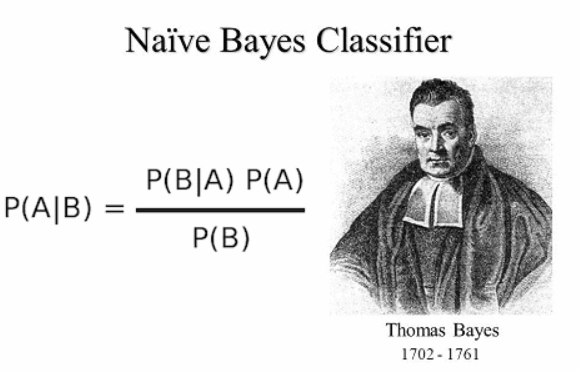 Naïve Bayes Classifier
P(A|B) = P(B|A) P(A)
P(B)
Thomas Bayes
1702 - 1761